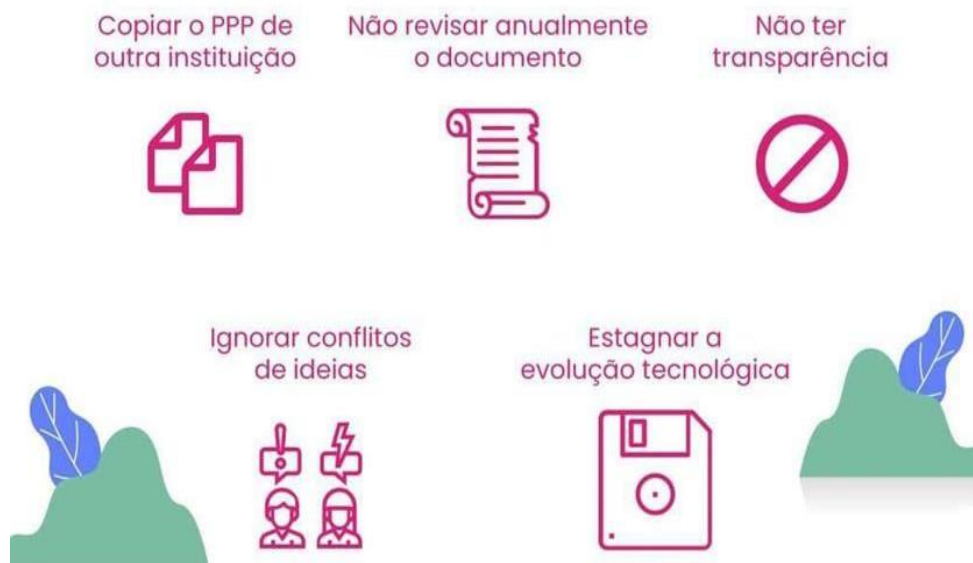 Copiar o PPP de
outra instituição
Não revisar anualmente
o documento
Não ter
transparência
Ignorar conflitos
de ideias
Estagnar a
evolução tecnológica